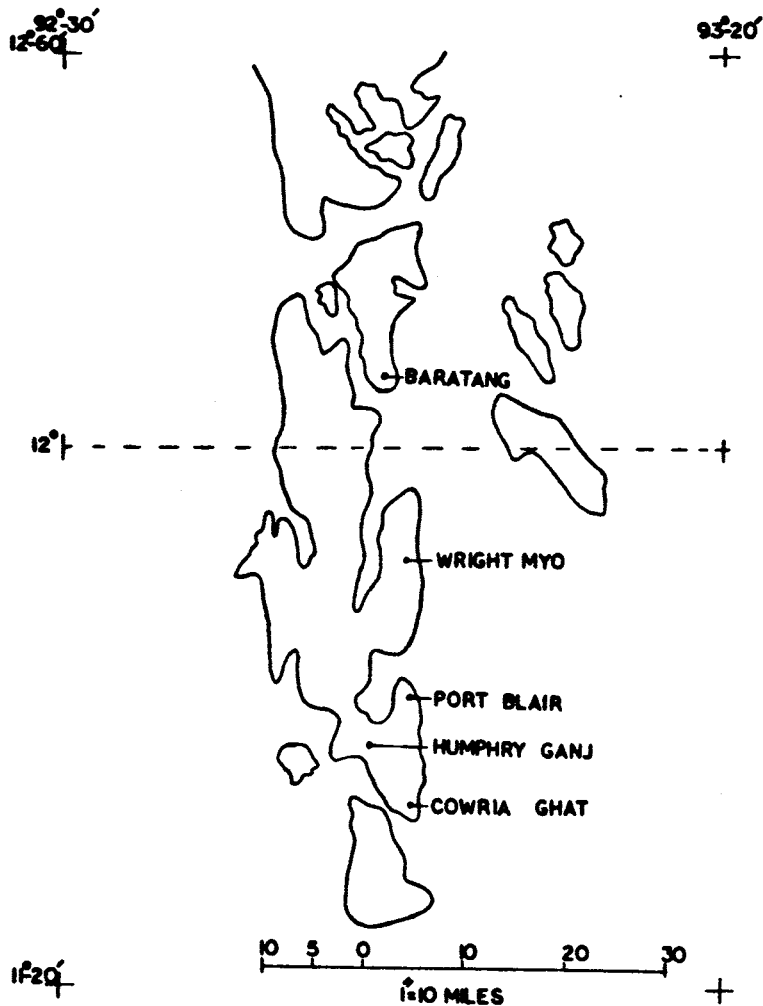 92°-30′
12°-60′
93°-20′
BARATANG
12°
WRIGHT MYO
PORT BLAIR
HUMPHRY GANJ
COWRIA GHAT
10 5 0 10 20 30
11°-20′
1"=10 MILES